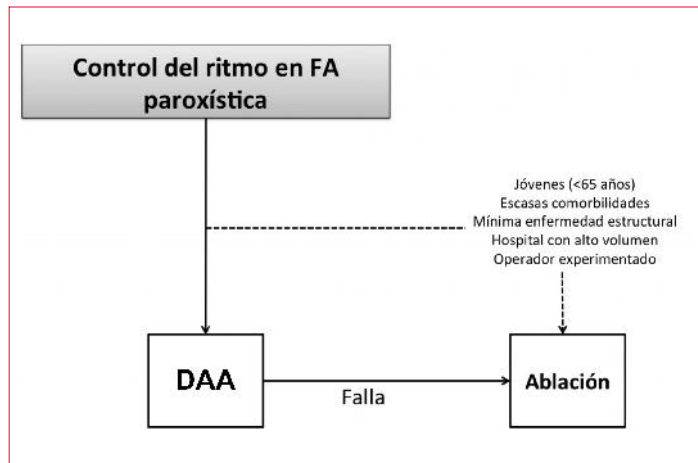 Control del ritmo en FA
paroxística
Jóvenes (<65 años)
Escasas comorbilidades
Mínima enfermedad estructural
Hospital con alto volumen
Operador experimentado
DAA
Falla
Ablación